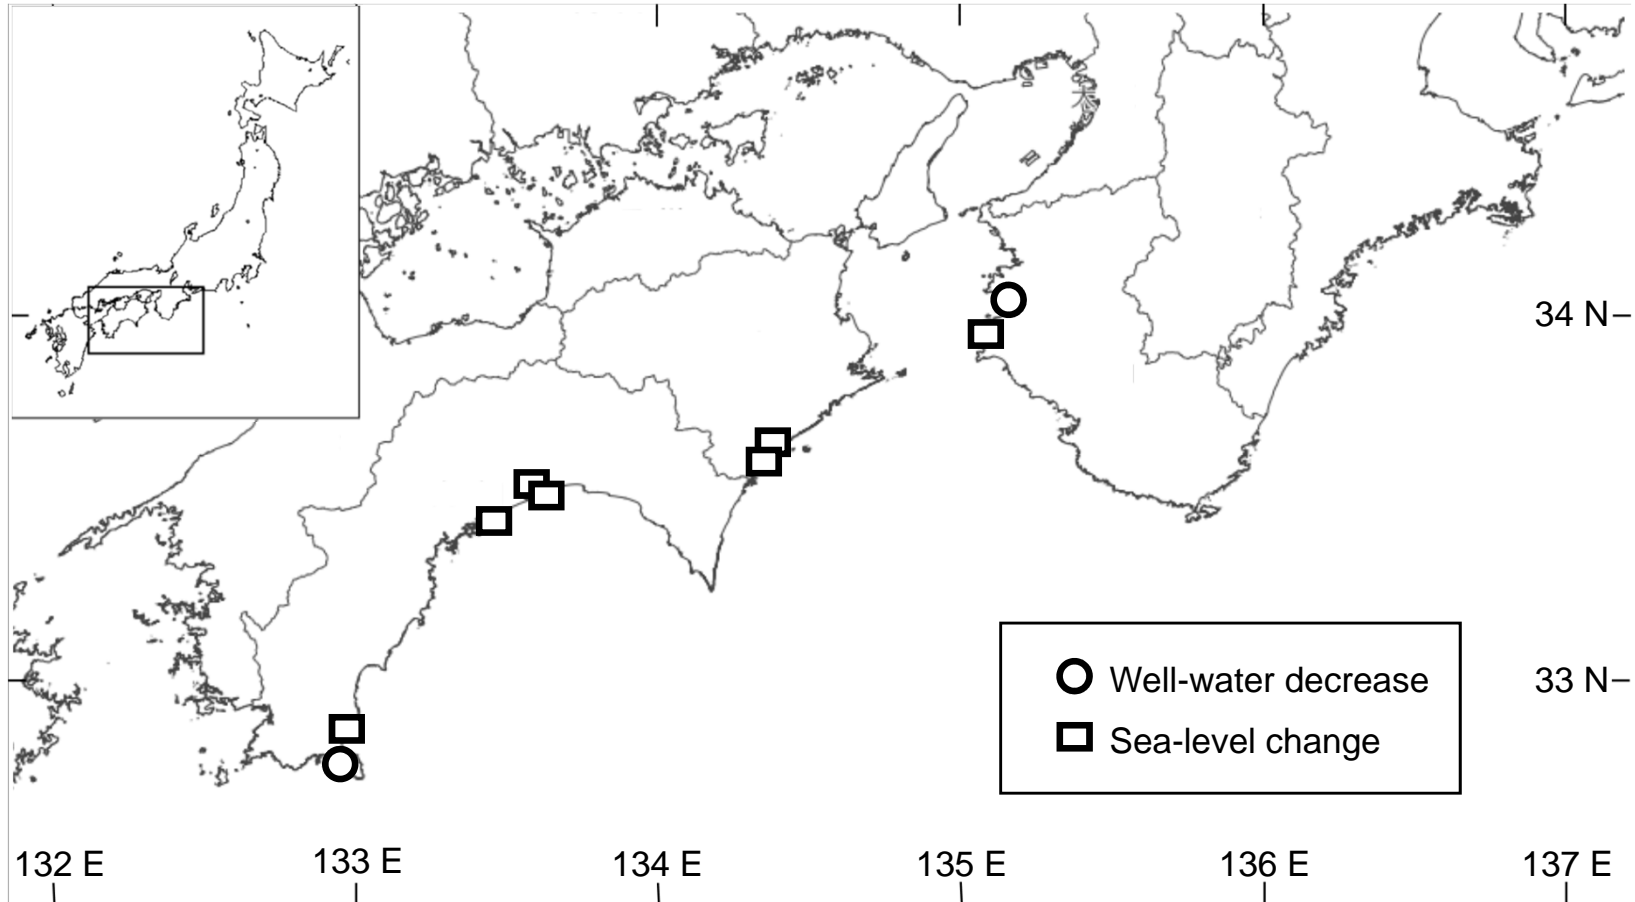 34 N
Well-water decrease
33 N
Sea-level change
132 E
133 E
134 E
135 E
136 E
137 E